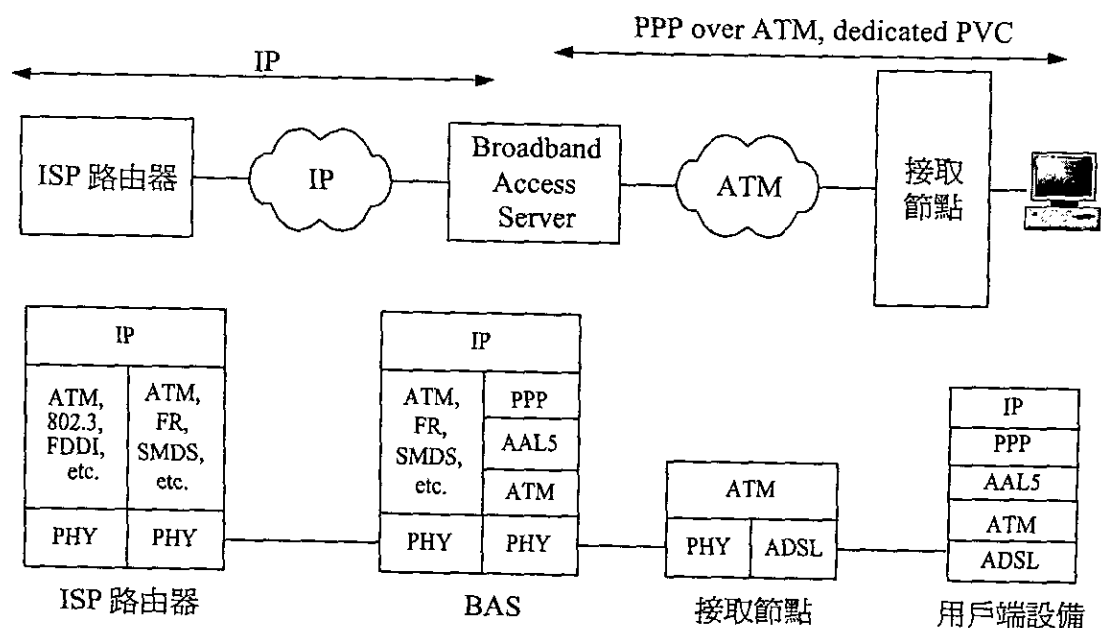 PPP over ATM, dedicated PVC
IP
ISP 路由器
IP
Broadband
Access
Server
ATM
接取
節點
IP
ATM,
802.3,
FDDI,
etc.
ATM,
FR,
SMDS,
etc.
PHY
PHY
ISP 路由器
IP
ATM,
FR,
SMDS,
etc.
PPP
AAL5
ATM
PHY
PHY
BAS
ATM
PHY
ADSL
接取節點
IP
PPP
AAL5
ATM
ADSL
用戶端設備